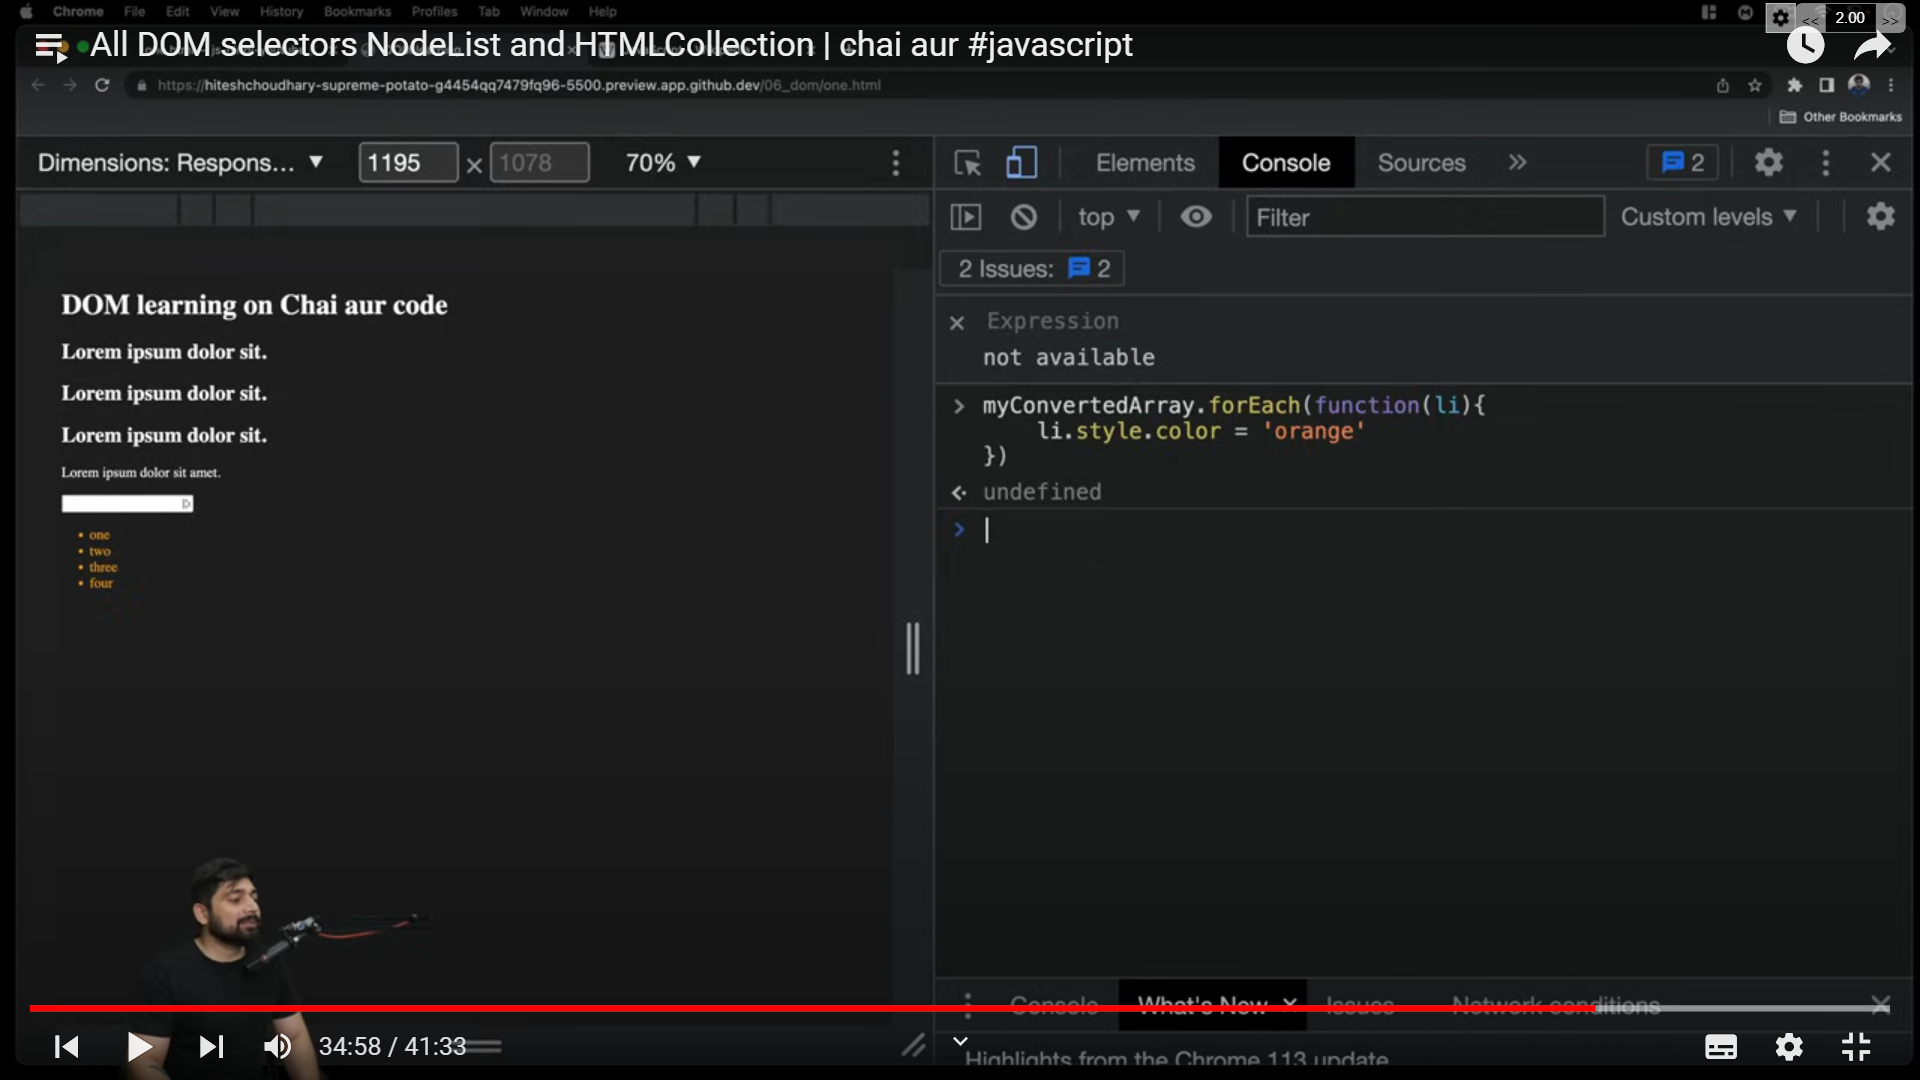 Chrome File Edit View History Bookmarks Profiles Tab Window Help
<< 2.00 >>
All DOM selectors NodeList and HTMLCollection | chai aur #javascript
https://hiteshchoudhary-supreme-potato-g4454qq7479fq96-5500.preview.app.github.dev/06_dom/one.html
Other Bookmarks
Dimensions: Respons... ▼ 1195 × 1078 70% ▼
Elements Console Sources » 2
top ▼ Filter Custom levels ▼
2 Issues: 2
DOM learning on Chai aur code
Lorem ipsum dolor sit.
Lorem ipsum dolor sit.
Lorem ipsum dolor sit.
Lorem ipsum dolor sit amet.
• one
• two
• three
• four
Expression
not available
myConvertedArray.forEach(function(li){
li.style.color = 'orange'
})
undefined
Console What's New Issues Network conditions
Highlights from the Chrome 113 update
34:58 / 41:33